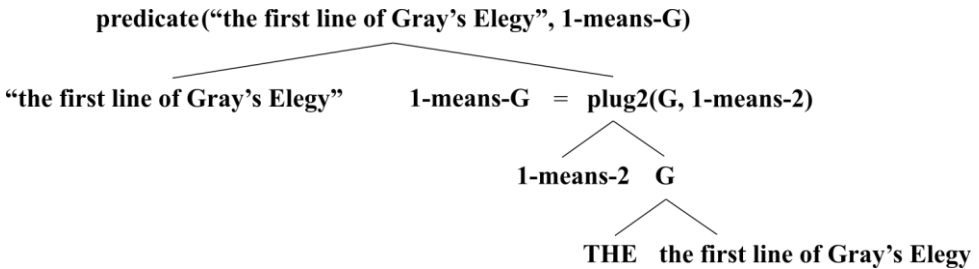 predicate(“the first line of Gray’s Elegy”, 1-means-G)
“the first line of Gray’s Elegy” 1-means-G = plug2(G, 1-means-2)
1-means-2 G
THE the first line of Gray’s Elegy